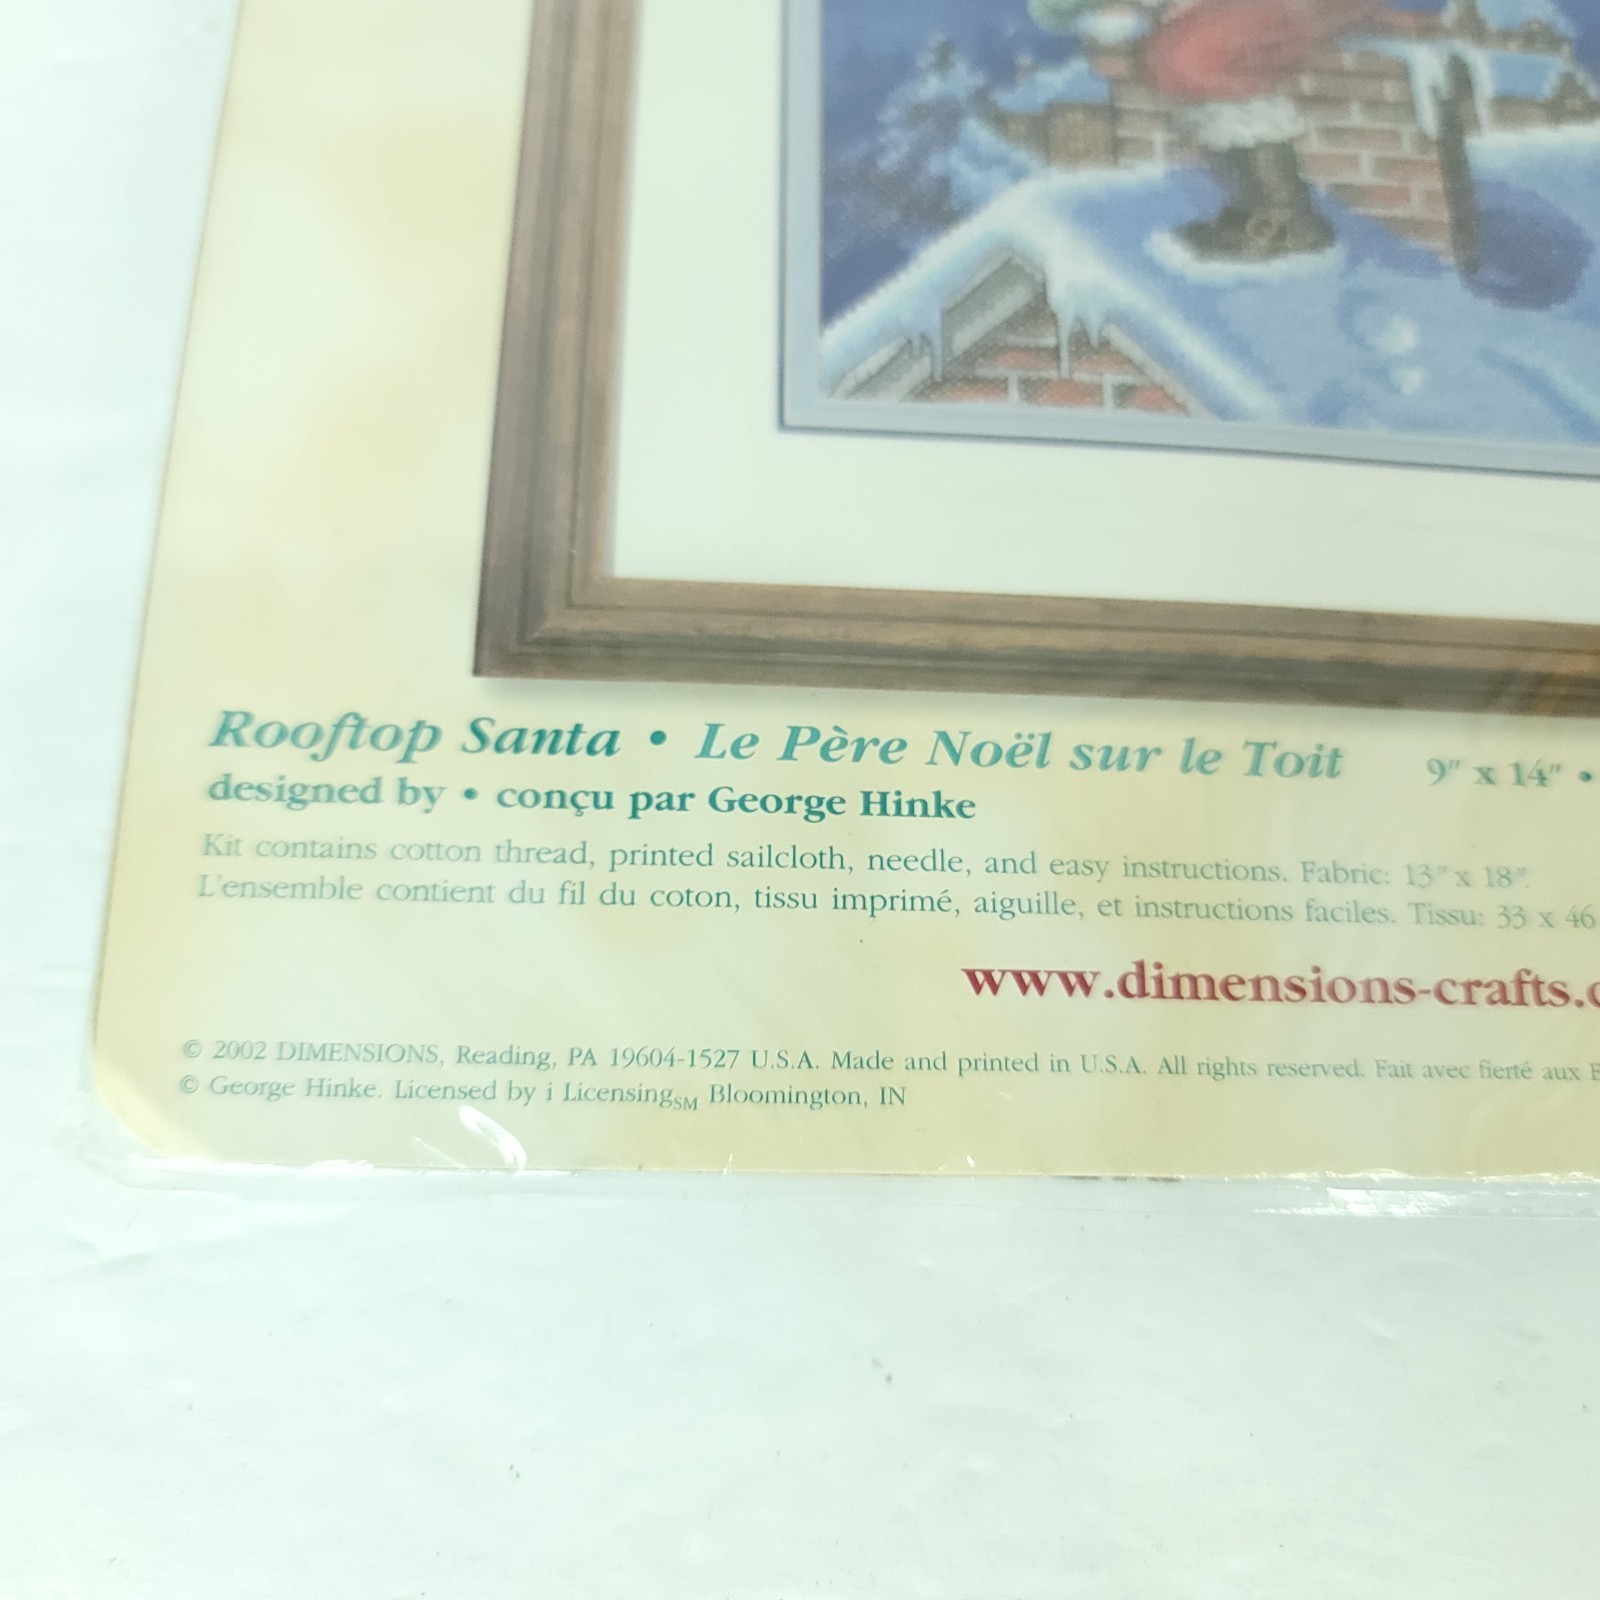 Rooftop Santa • Le Père Noël sur le Toit 9" x 14" •
designed by • conçu par George Hinke
Kit contains cotton thread, printed sailcloth, needle, and easy instructions. Fabric: 13" x 18".
L'ensemble contient du fil du coton, tissu imprimé, aiguille, et instructions faciles. Tissu: 33 x 46
www.dimensions-crafts.c
© 2002 DIMENSIONS, Reading, PA 19604-1527 U.S.A. Made and printed in U.S.A. All rights reserved. Fait avec fierté aux
© George Hinke. Licensed by i LicensingSM Bloomington, IN